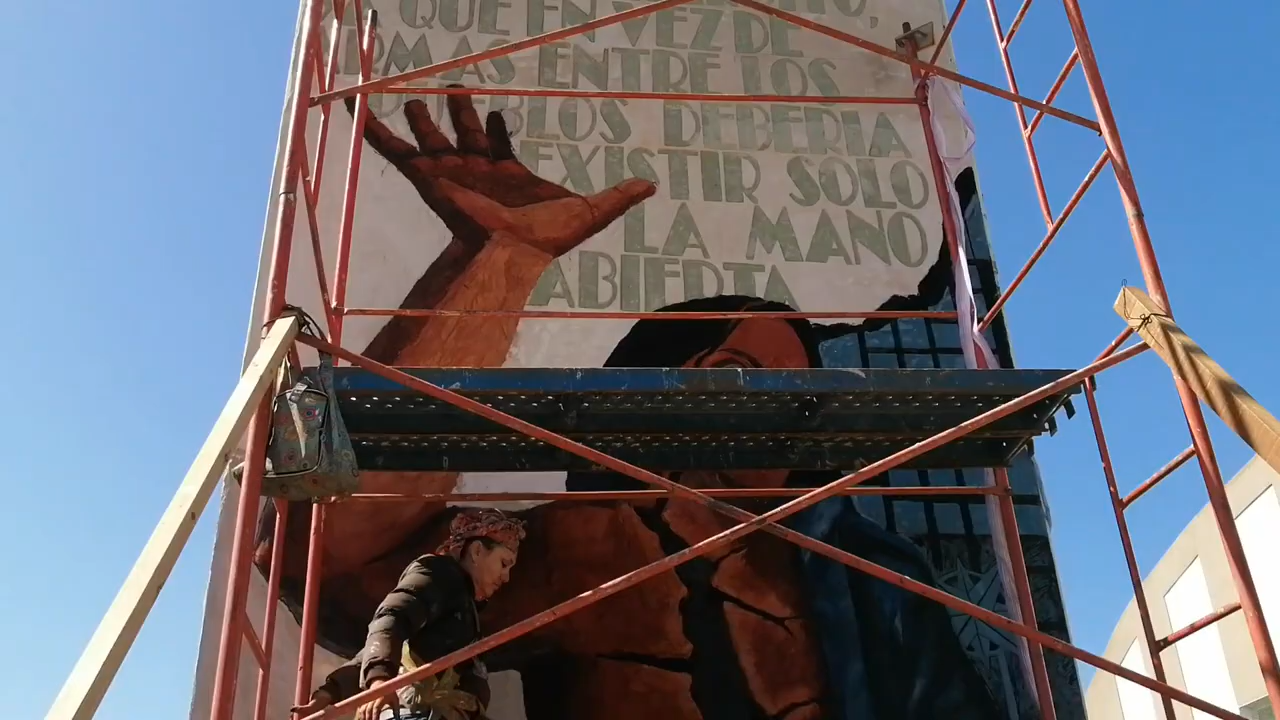 QUE EN VEZ DE
ARMAS ENTRE LOS
PUEBLOS DEBERIA
EXISTIR SOLO
LA MANO
ABIERTA